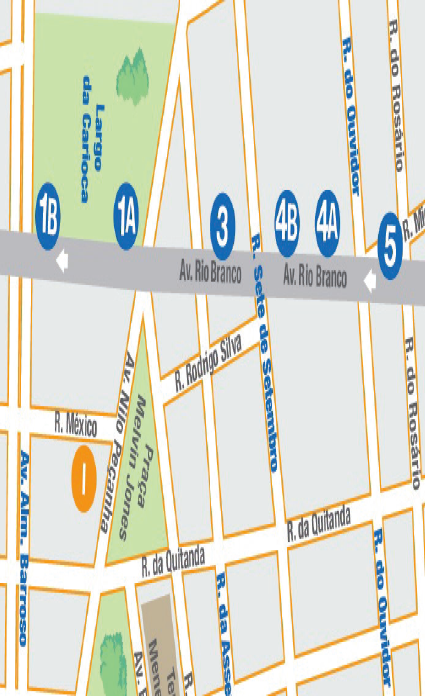 R. do Ouvidor
R. do Rosário
Largo
da Carioca
1B
1A
3
4B
4A
5
Av. Rio Branco
Av. Rio Branco
R. Sete de Setembro
R. Rodrigo Silva
R. do Rosário
Av. Nilo Peçanha
Praça
Melvin Jones
R. México
I
Av. Alm. Barroso
R. da Quitanda
R. da Quitanda
R. da Asse
R. do Ouvidor
Av.
R.